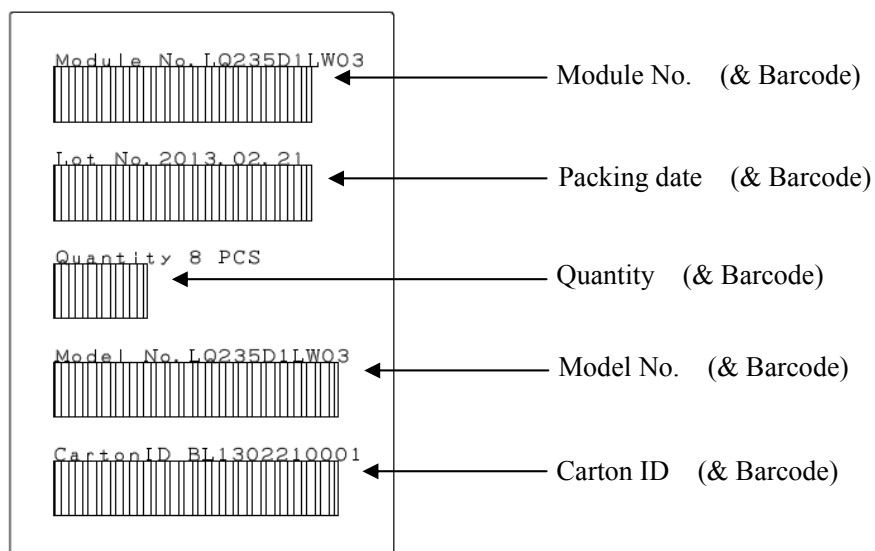 Module No. LQ235D1LW03
Module No. (& Barcode)
Lot No. 2013. 02. 21
Packing date (& Barcode)
Quantity 8 PCS
Quantity (& Barcode)
Model No. LQ235D1LW03
Model No. (& Barcode)
CartonID BL1302210001
Carton ID (& Barcode)